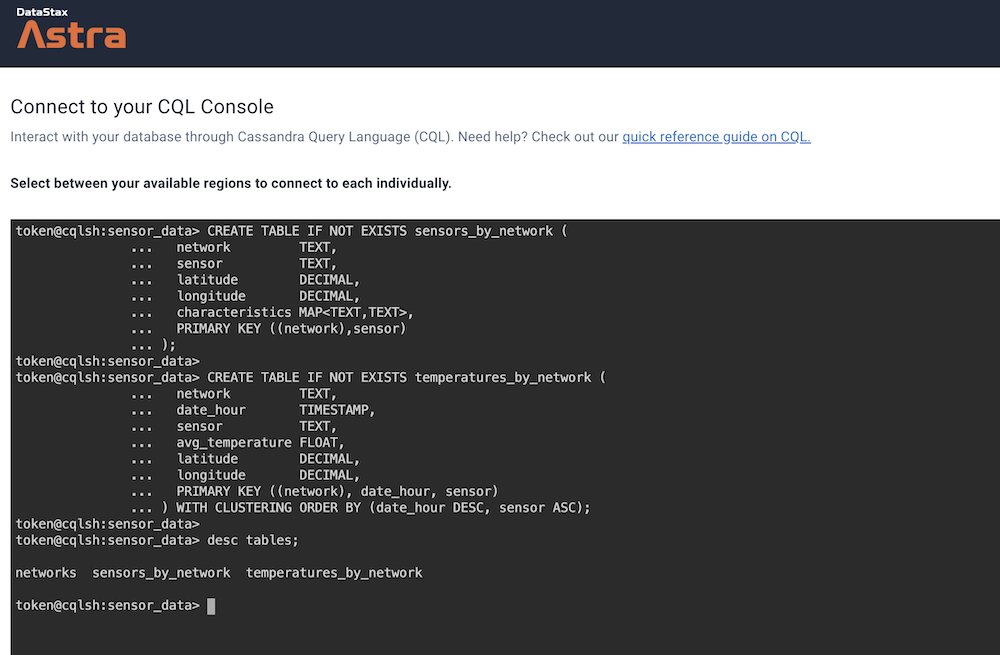 DataStax
Astra
Connect to your CQL Console
Interact with your database through Cassandra Query Language (CQL). Need help? Check out our quick reference guide on CQL.
Select between your available regions to connect to each individually.
token@cqlsh:sensor_data> CREATE TABLE IF NOT EXISTS sensors_by_network (
... network TEXT,
... sensor TEXT,
... latitude DECIMAL,
... longitude DECIMAL,
... characteristics MAP<TEXT,TEXT>,
... PRIMARY KEY ((network),sensor)
... );
token@cqlsh:sensor_data>
token@cqlsh:sensor_data> CREATE TABLE IF NOT EXISTS temperatures_by_network (
... network TEXT,
... date_hour TIMESTAMP,
... sensor TEXT,
... avg_temperature FLOAT,
... latitude DECIMAL,
... longitude DECIMAL,
... PRIMARY KEY ((network), date_hour, sensor)
... ) WITH CLUSTERING ORDER BY (date_hour DESC, sensor ASC);
token@cqlsh:sensor_data>
token@cqlsh:sensor_data> desc tables;
networks sensors_by_network temperatures_by_network
token@cqlsh:sensor_data>